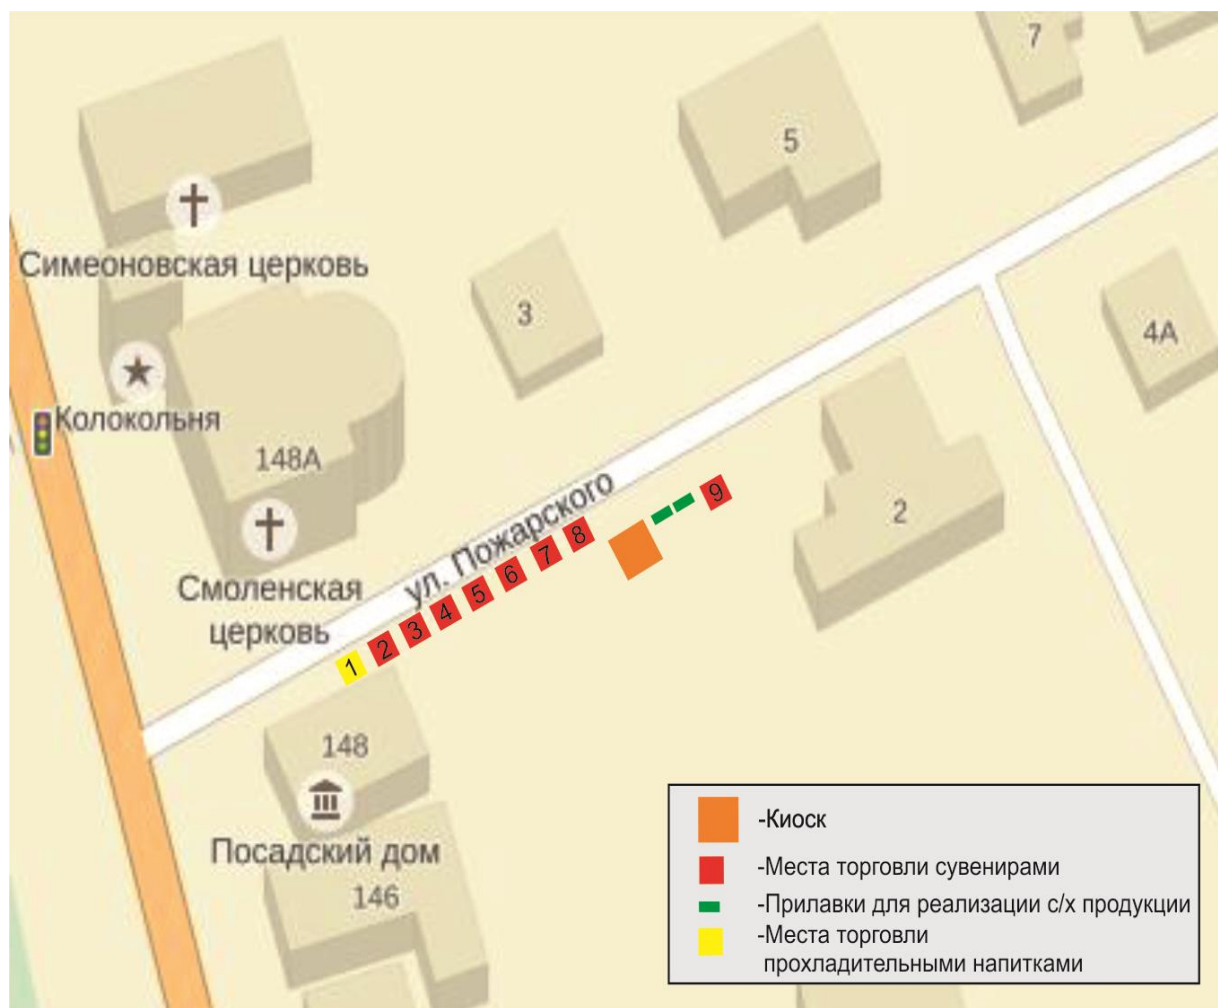 7
5
Симеоновская церковь
3
4А
Колокольня
148А
2
Смоленская
церковь
ул. Пожарского
1
2
3
4
5
6
7
8
9
148
Посадский дом
146
-Киоск
-Места торговли сувенирами
-Прилавки для реализации с/х продукции
-Места торговли
прохладительными напитками